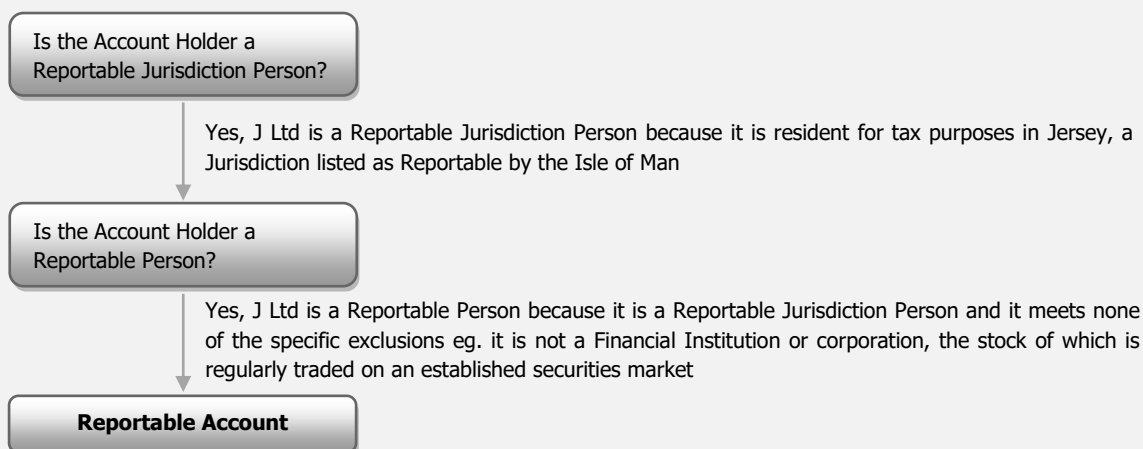 Is the Account Holder a
Reportable Jurisdiction Person?
Yes, J Ltd is a Reportable Jurisdiction Person because it is resident for tax purposes in Jersey, a
Jurisdiction listed as Reportable by the Isle of Man
Is the Account Holder a
Reportable Person?
Yes, J Ltd is a Reportable Person because it is a Reportable Jurisdiction Person and it meets none
of the specific exclusions eg. it is not a Financial Institution or corporation, the stock of which is
regularly traded on an established securities market
Reportable Account